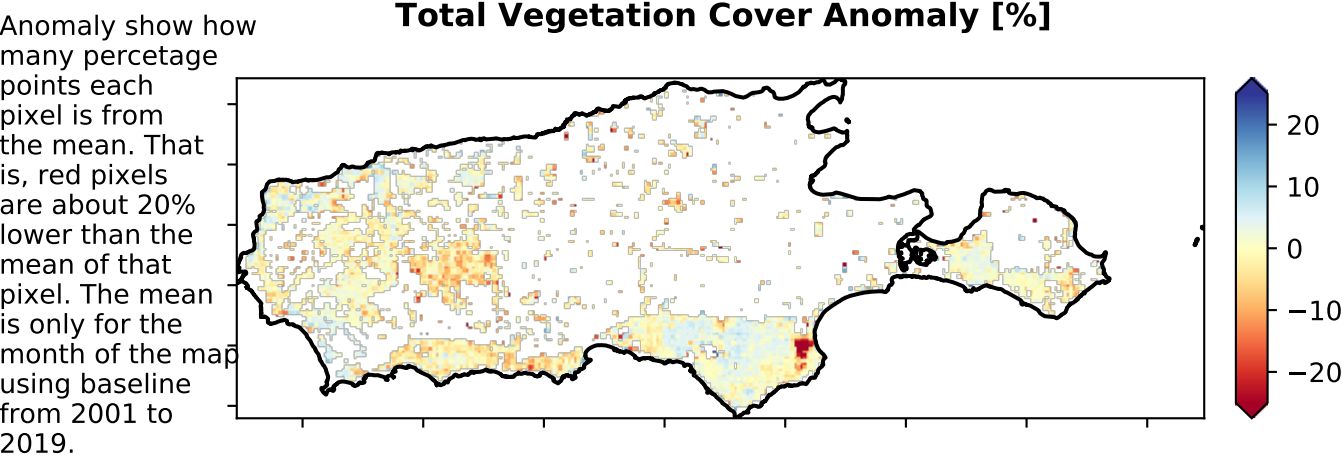 Total Vegetation Cover Anomaly [%]
Anomaly show how
many percetage
points each
pixel is from
the mean. That
is, red pixels
are about 20%
lower than the
mean of that
pixel. The mean
is only for the
month of the map
using baseline
from 2001 to
2019.
20
10
0
−10
−20